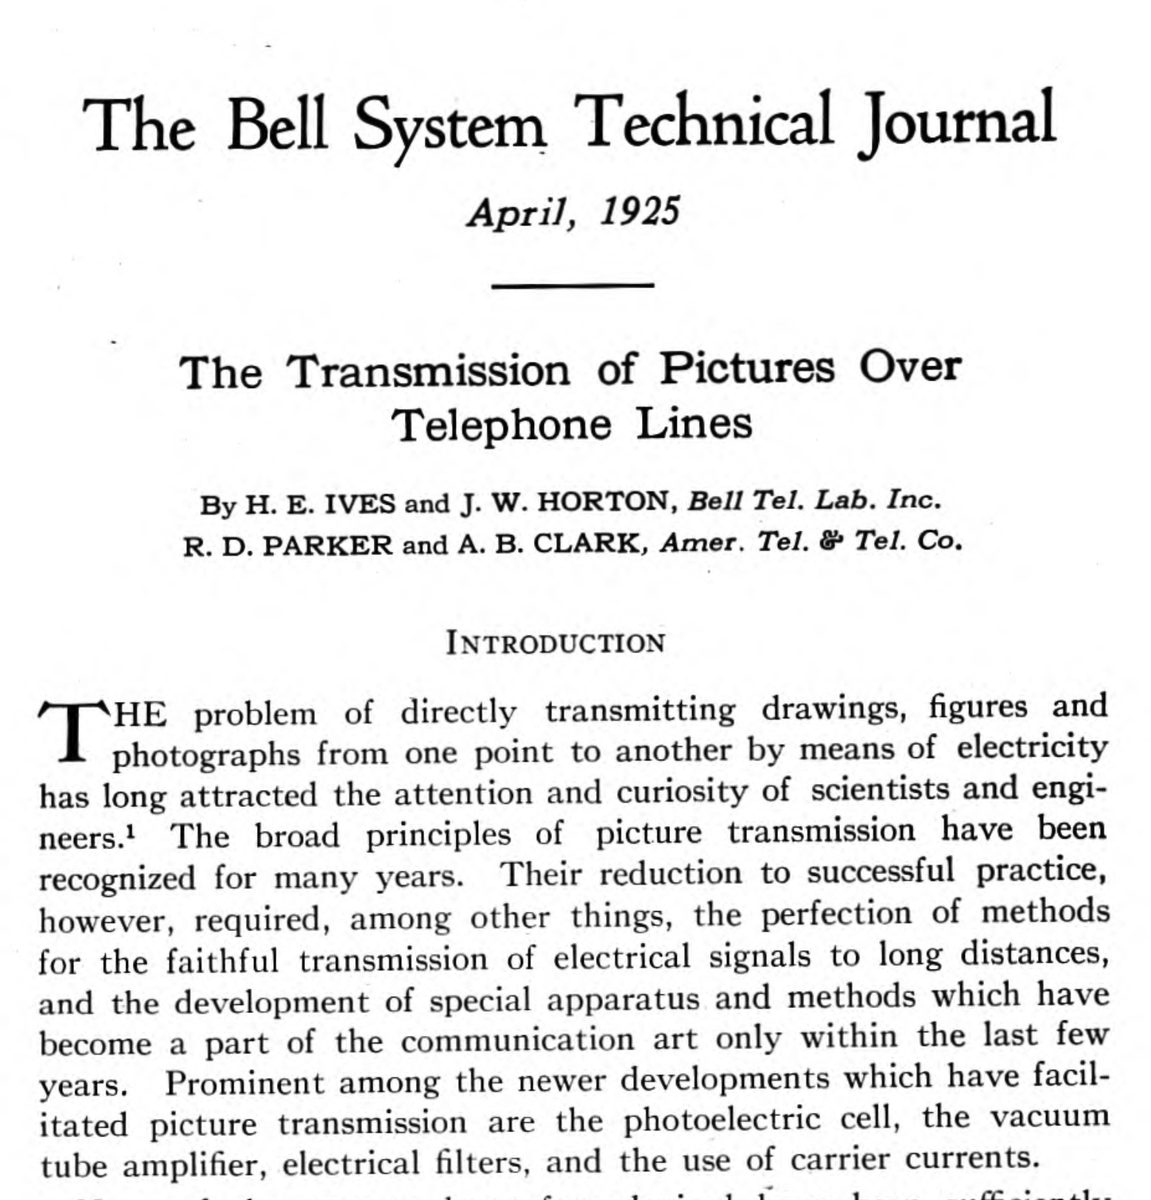 The Bell System Technical Journal
April, 1925
The Transmission of Pictures Over
Telephone Lines
By H. E. IVES and J. W. HORTON, Bell Tel. Lab. Inc.
R. D. PARKER and A. B. CLARK, Amer. Tel. & Tel. Co.
INTRODUCTION
THE problem of directly transmitting drawings, figures and
photographs from one point to another by means of electricity
has long attracted the attention and curiosity of scientists and engi-
neers.¹ The broad principles of picture transmission have been
recognized for many years. Their reduction to successful practice,
however, required, among other things, the perfection of methods
for the faithful transmission of electrical signals to long distances,
and the development of special apparatus and methods which have
become a part of the communication art only within the last few
years. Prominent among the newer developments which have facil-
itated picture transmission are the photoelectric cell, the vacuum
tube amplifier, electrical filters, and the use of carrier currents.